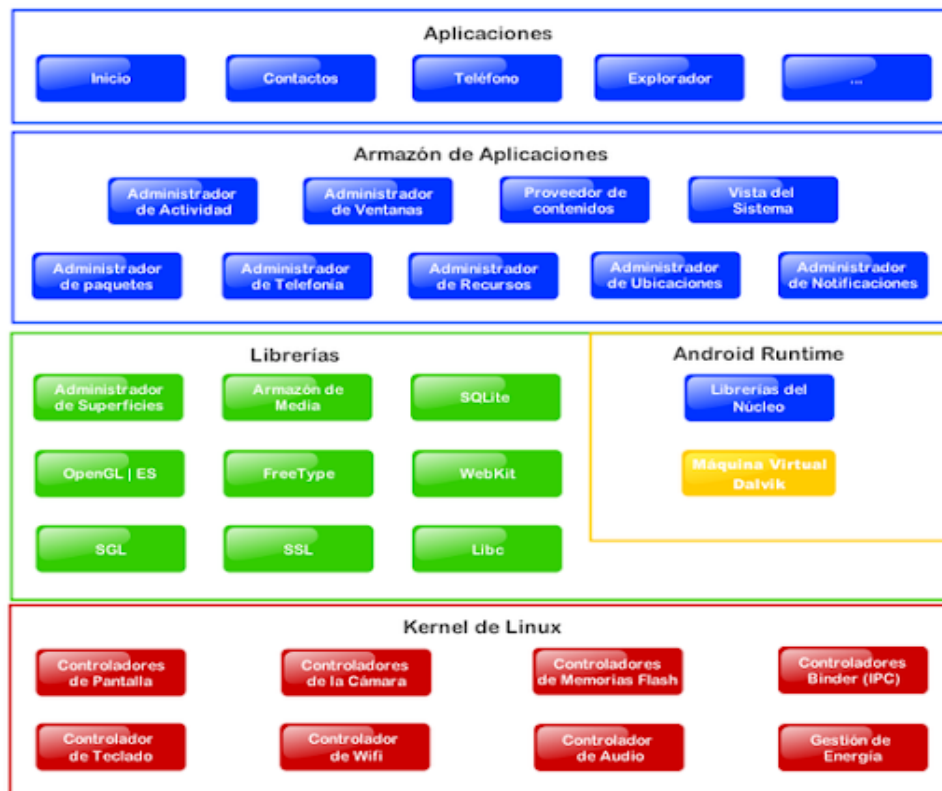 Aplicaciones
Inicio
Contactos
Teléfono
Explorador
...
Armazón de Aplicaciones
Administrador
de Actividad
Administrador
de Ventanas
Proveedor de
contenidos
Vista del
Sistema
Administrador
de paquetes
Administrador
de Telefonía
Administrador
de Recursos
Administrador
de Ubicaciones
Administrador
de Notificaciones
Librerías
Administrador
de Superficies
Armazón de
Media
SQLite
OpenGL | ES
FreeType
WebKit
SGL
SSL
Libc
Android Runtime
Librerías del
Núcleo
Máquina Virtual
Dalvik
Kernel de Linux
Controladores
de Pantalla
Controladores
de la Cámara
Controladores
de Memorias Flash
Controladores
Binder (IPC)
Controlador
de Teclado
Controlador
de Wifi
Controlador
de Audio
Gestión de
Energía